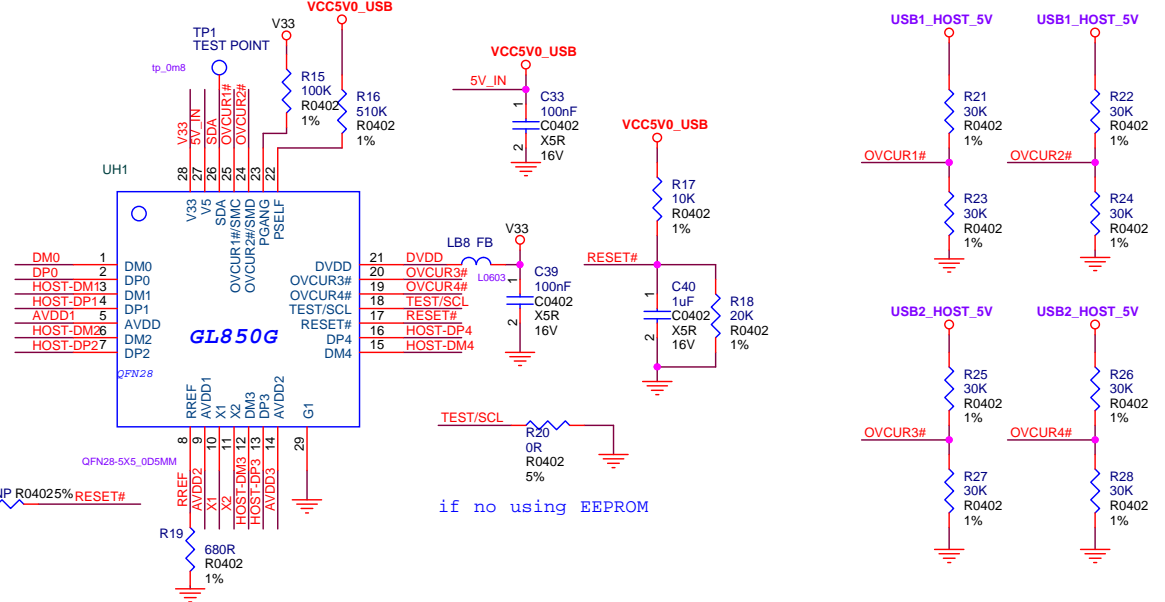 VCC5V0_USB
V33
TP1
TEST POINT
tp_0m8
R15
100K
R0402
1%
R16
510K
R0402
1%
V33
5V_IN
SDA
OVCUR1#
OVCUR2#
28
27
26
25
24
23
22
UH1
V33
V5
SDA
OVCUR1#/SMC
OVCUR2#/SMD
PGANG
PSELF
DM0 1 DM0
DP0 2 DP0
HOST-DM1 3 DM1
HOST-DP1 4 DP1
AVDD1 5 AVDD
HOST-DM2 6 DM2
HOST-DP2 7 DP2
GL850G
QFN28
DVDD 21 DVDD
OVCUR3# 20 OVCUR3#
OVCUR4# 19 OVCUR4#
TEST/SCL 18 TEST/SCL
RESET# 17 RESET#
DP4 16 HOST-DP4
DM4 15 HOST-DM4
RREF
AVDD1
X1
X2
DM3
DP3
AVDD2
G1
8
9
10
11
12
13
14
29
QFN28-5X5_0D5MM
RREF
AVDD2
X1
X2
HOST-DM3
HOST-DP3
AVDD3
NP R0402 5% RESET#
R19
680R
R0402
1%
VCC5V0_USB
5V_IN
1
2
C33
100nF
C0402
X5R
16V
LB8 FB
L0603
V33
1
2
C39
100nF
C0402
X5R
16V
VCC5V0_USB
R17
10K
R0402
1%
RESET#
1
2
C40
1uF
C0402
X5R
16V
R18
20K
R0402
1%
TEST/SCL
R20
0R
R0402
5%
if no using EEPROM
USB1_HOST_5V
R21
30K
R0402
1%
OVCUR1#
R23
30K
R0402
1%
USB1_HOST_5V
R22
30K
R0402
1%
OVCUR2#
R24
30K
R0402
1%
USB2_HOST_5V
R25
30K
R0402
1%
OVCUR3#
R27
30K
R0402
1%
USB2_HOST_5V
R26
30K
R0402
1%
OVCUR4#
R28
30K
R0402
1%